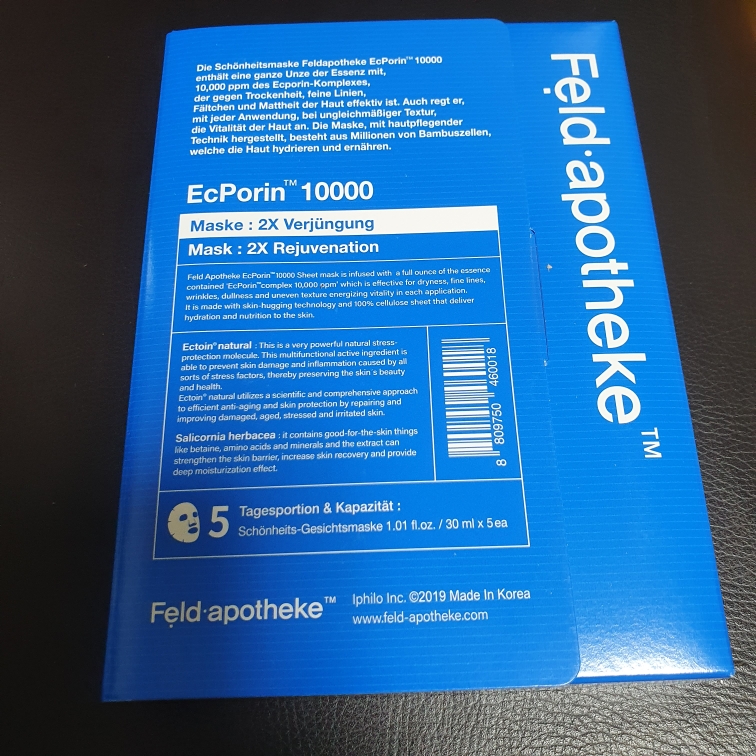 Die Schönheitsmaske Feldapotheke EcPorin™ 10000
enthält eine ganze Unze der Essenz mit,
10,000 ppm des Ecporin-Komplexes,
der gegen Trockenheit, feine Linien,
Fältchen und Mattheit der Haut effektiv ist. Auch regt er,
mit jeder Anwendung, bei ungleichmäßiger Textur,
die Vitalität der Haut an. Die Maske, mit hautpflegender
Technik hergestellt, besteht aus Millionen von Bambuszellen,
welche die Haut hydrieren und ernähren.
EcPorin™ 10000
Maske : 2X Verjüngung
Mask : 2X Rejuvenation
Feld Apotheke EcPorin™ 10000 Sheet mask is infused with a full ounce of the essence
contained 'EcPorin™complex 10,000 ppm' which is effective for dryness, fine lines,
wrinkles, dullness and uneven texture energizing vitality in each application.
It is made with skin-hugging technology and 100% cellulose sheet that deliver
hydration and nutrition to the skin.
Ectoin® natural : This is a very powerful natural stress-
protection molecule. This multifunctional active ingredient is
able to prevent skin damage and inflammation caused by all
sorts of stress factors, thereby preserving the skin's beauty
and health.
Ectoin® natural utilizes a scientific and comprehensive approach
to efficient anti-aging and skin protection by repairing and
improving damaged, aged, stressed and irritated skin.
Salicornia herbacea : it contains good-for-the-skin things
like betaine, amino acids and minerals and the extract can
strengthen the skin barrier, increase skin recovery and provide
deep moisturization effect.
8 809750 460018
5 Tagesportion & Kapazität :
Schönheits-Gesichtsmaske 1.01 fl.oz. / 30 ml x 5 ea
Fẹld·apotheke™
Iphilo Inc. ©2019 Made In Korea
www.feld-apotheke.com
Fẹld·apotheke™